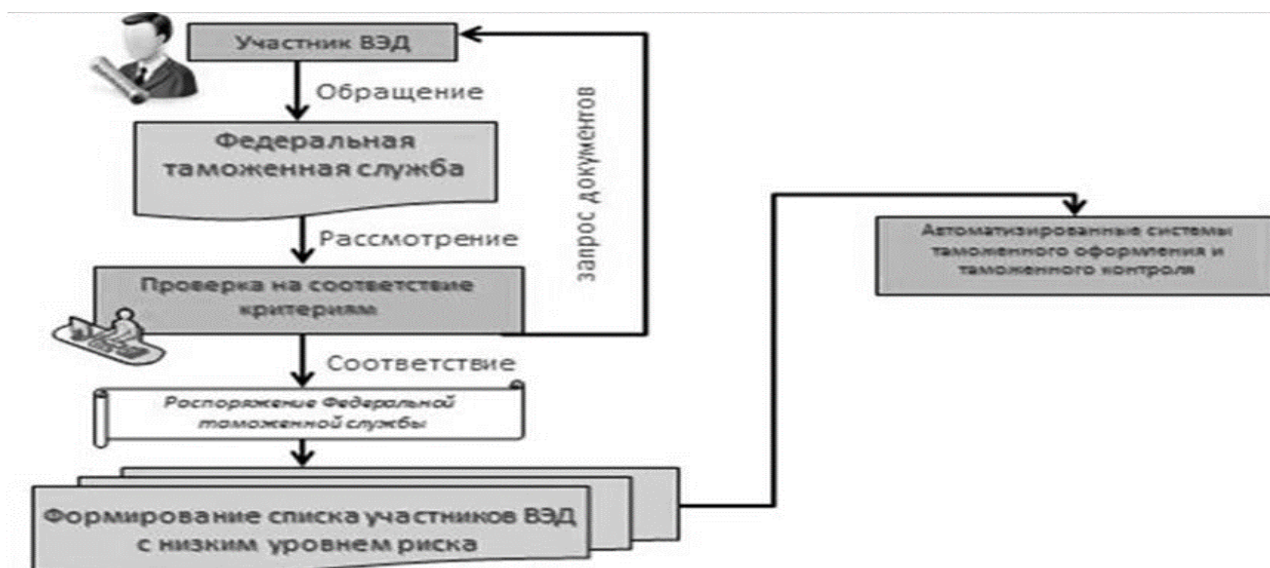 Участник ВЭД
Обращение
Федеральная
таможенная служба
Рассмотрение
запрос документов
Проверка на соответствие
критериям
Соответствие
Распоряжение Федеральной
таможенной службы
Формирование списка участников ВЭД
с низким уровнем риска
Автоматизированные системы
таможенного оформления и
таможенного контроля